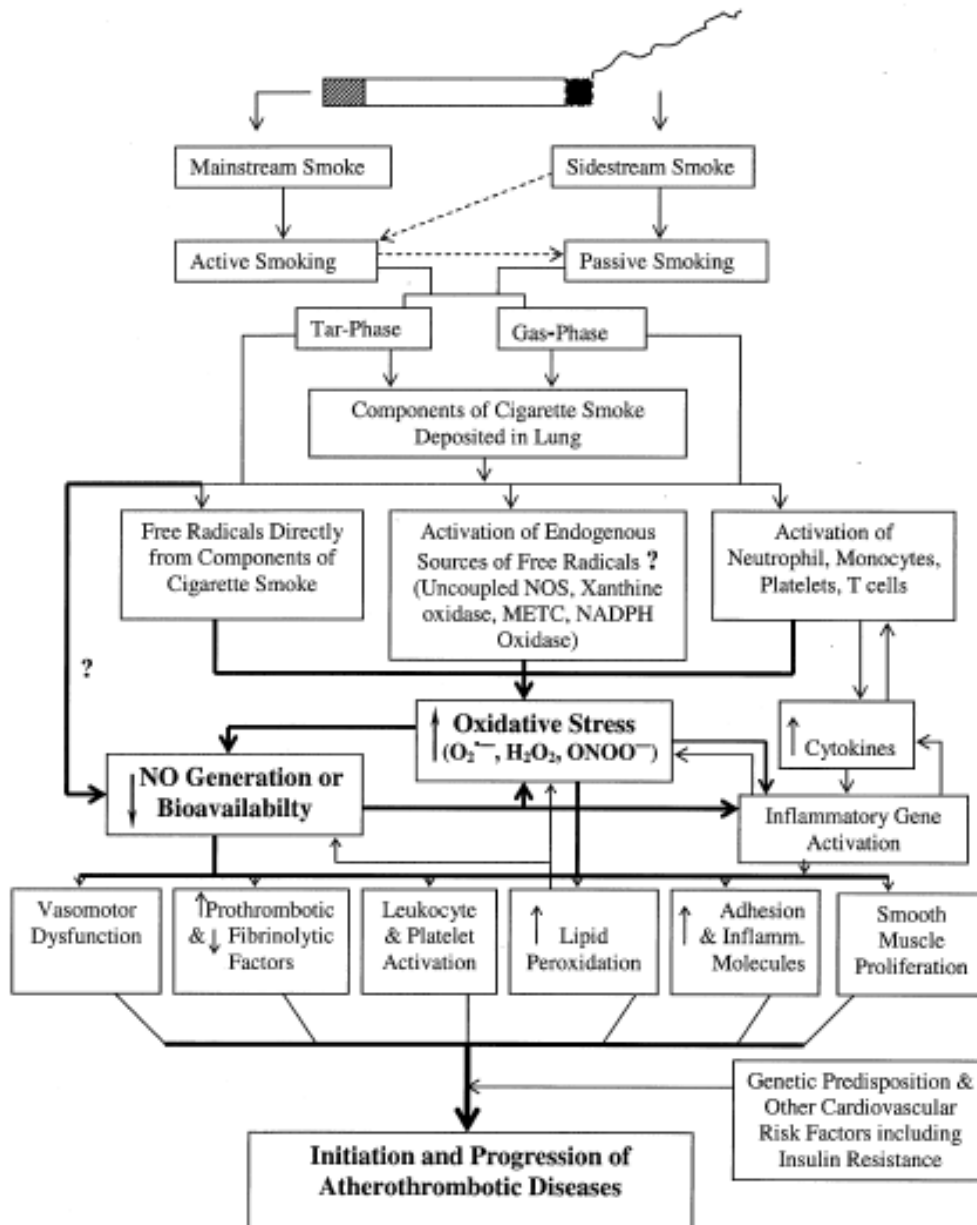 Mainstream Smoke
Sidestream Smoke
Active Smoking
Passive Smoking
Tar-Phase
Gas-Phase
Components of Cigarette Smoke
Deposited in Lung
Free Radicals Directly
from Components of
Cigarette Smoke
Activation of Endogenous
Sources of Free Radicals ?
(Uncoupled NOS, Xanthine
oxidase, METC, NADPH
Oxidase)
Activation of
Neutrophil, Monocytes,
Platelets, T cells
?
↑ Oxidative Stress
(O₂•—, H₂O₂, ONOO—)
↑ Cytokines
↓ NO Generation or
Bioavailabilty
Inflammatory Gene
Activation
Vasomotor
Dysfunction
↑ Prothrombotic
& ↓ Fibrinolytic
Factors
Leukocyte
& Platelet
Activation
↑ Lipid
Peroxidation
↑ Adhesion
& Inflamm.
Molecules
Smooth
Muscle
Proliferation
Genetic Predisposition &
Other Cardiovascular
Risk Factors including
Insulin Resistance
Initiation and Progression of
Atherothrombotic Diseases